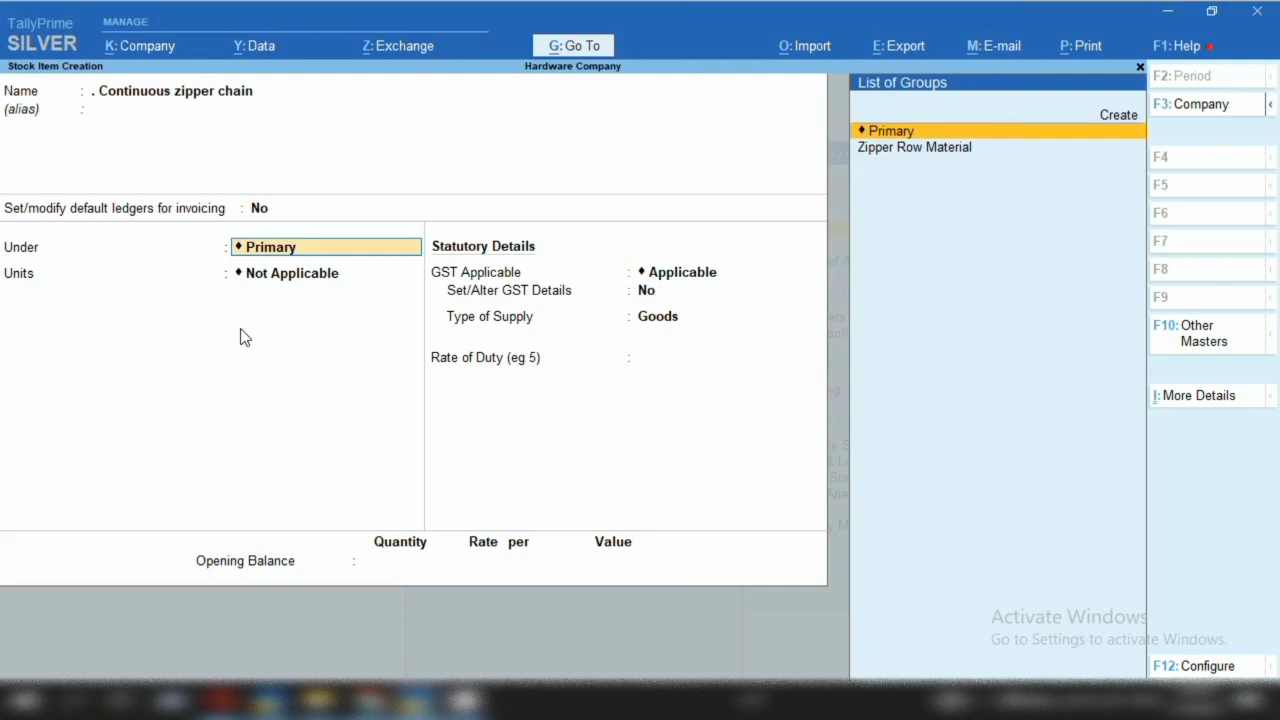 TallyPrime
SILVER
MANAGE
K: Company
Y: Data
Z: Exchange
G: Go To
O: Import
E: Export
M: E-mail
P: Print
F1: Help
Stock Item Creation
Hardware Company
Name : . Continuous zipper chain
(alias) :
Set/modify default ledgers for invoicing : No
Under : ♦ Primary
Units : ♦ Not Applicable
Statutory Details
GST Applicable : ♦ Applicable
Set/Alter GST Details : No
Type of Supply : Goods
Rate of Duty (eg 5) :
Quantity Rate per Value
Opening Balance :
List of Groups
Create
♦ Primary
Zipper Row Material
F2: Period
F3: Company
F4
F5
F6
F7
F8
F9
F10: Other
Masters
I: More Details
F12: Configure
Activate Windows
Go to Settings to activate Windows.